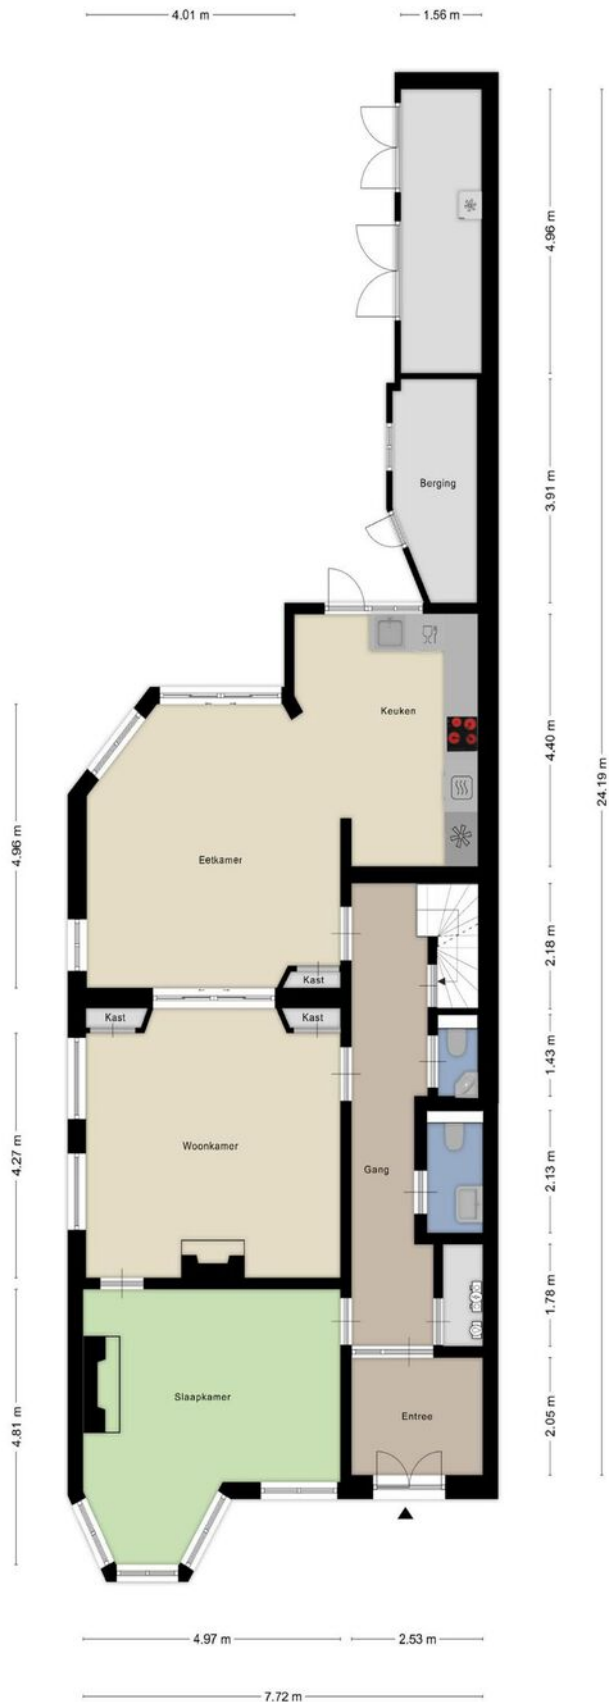 4.01 m
1.56 m
4.96 m
Berging
3.91 m
Keuken
4.40 m
24.19 m
4.96 m
Eetkamer
2.18 m
Kast
Kast
Kast
1.43 m
4.27 m
Woonkamer
Gang
2.13 m
1.78 m
4.81 m
Slaapkamer
Entree
2.05 m
4.97 m
2.53 m
7.72 m